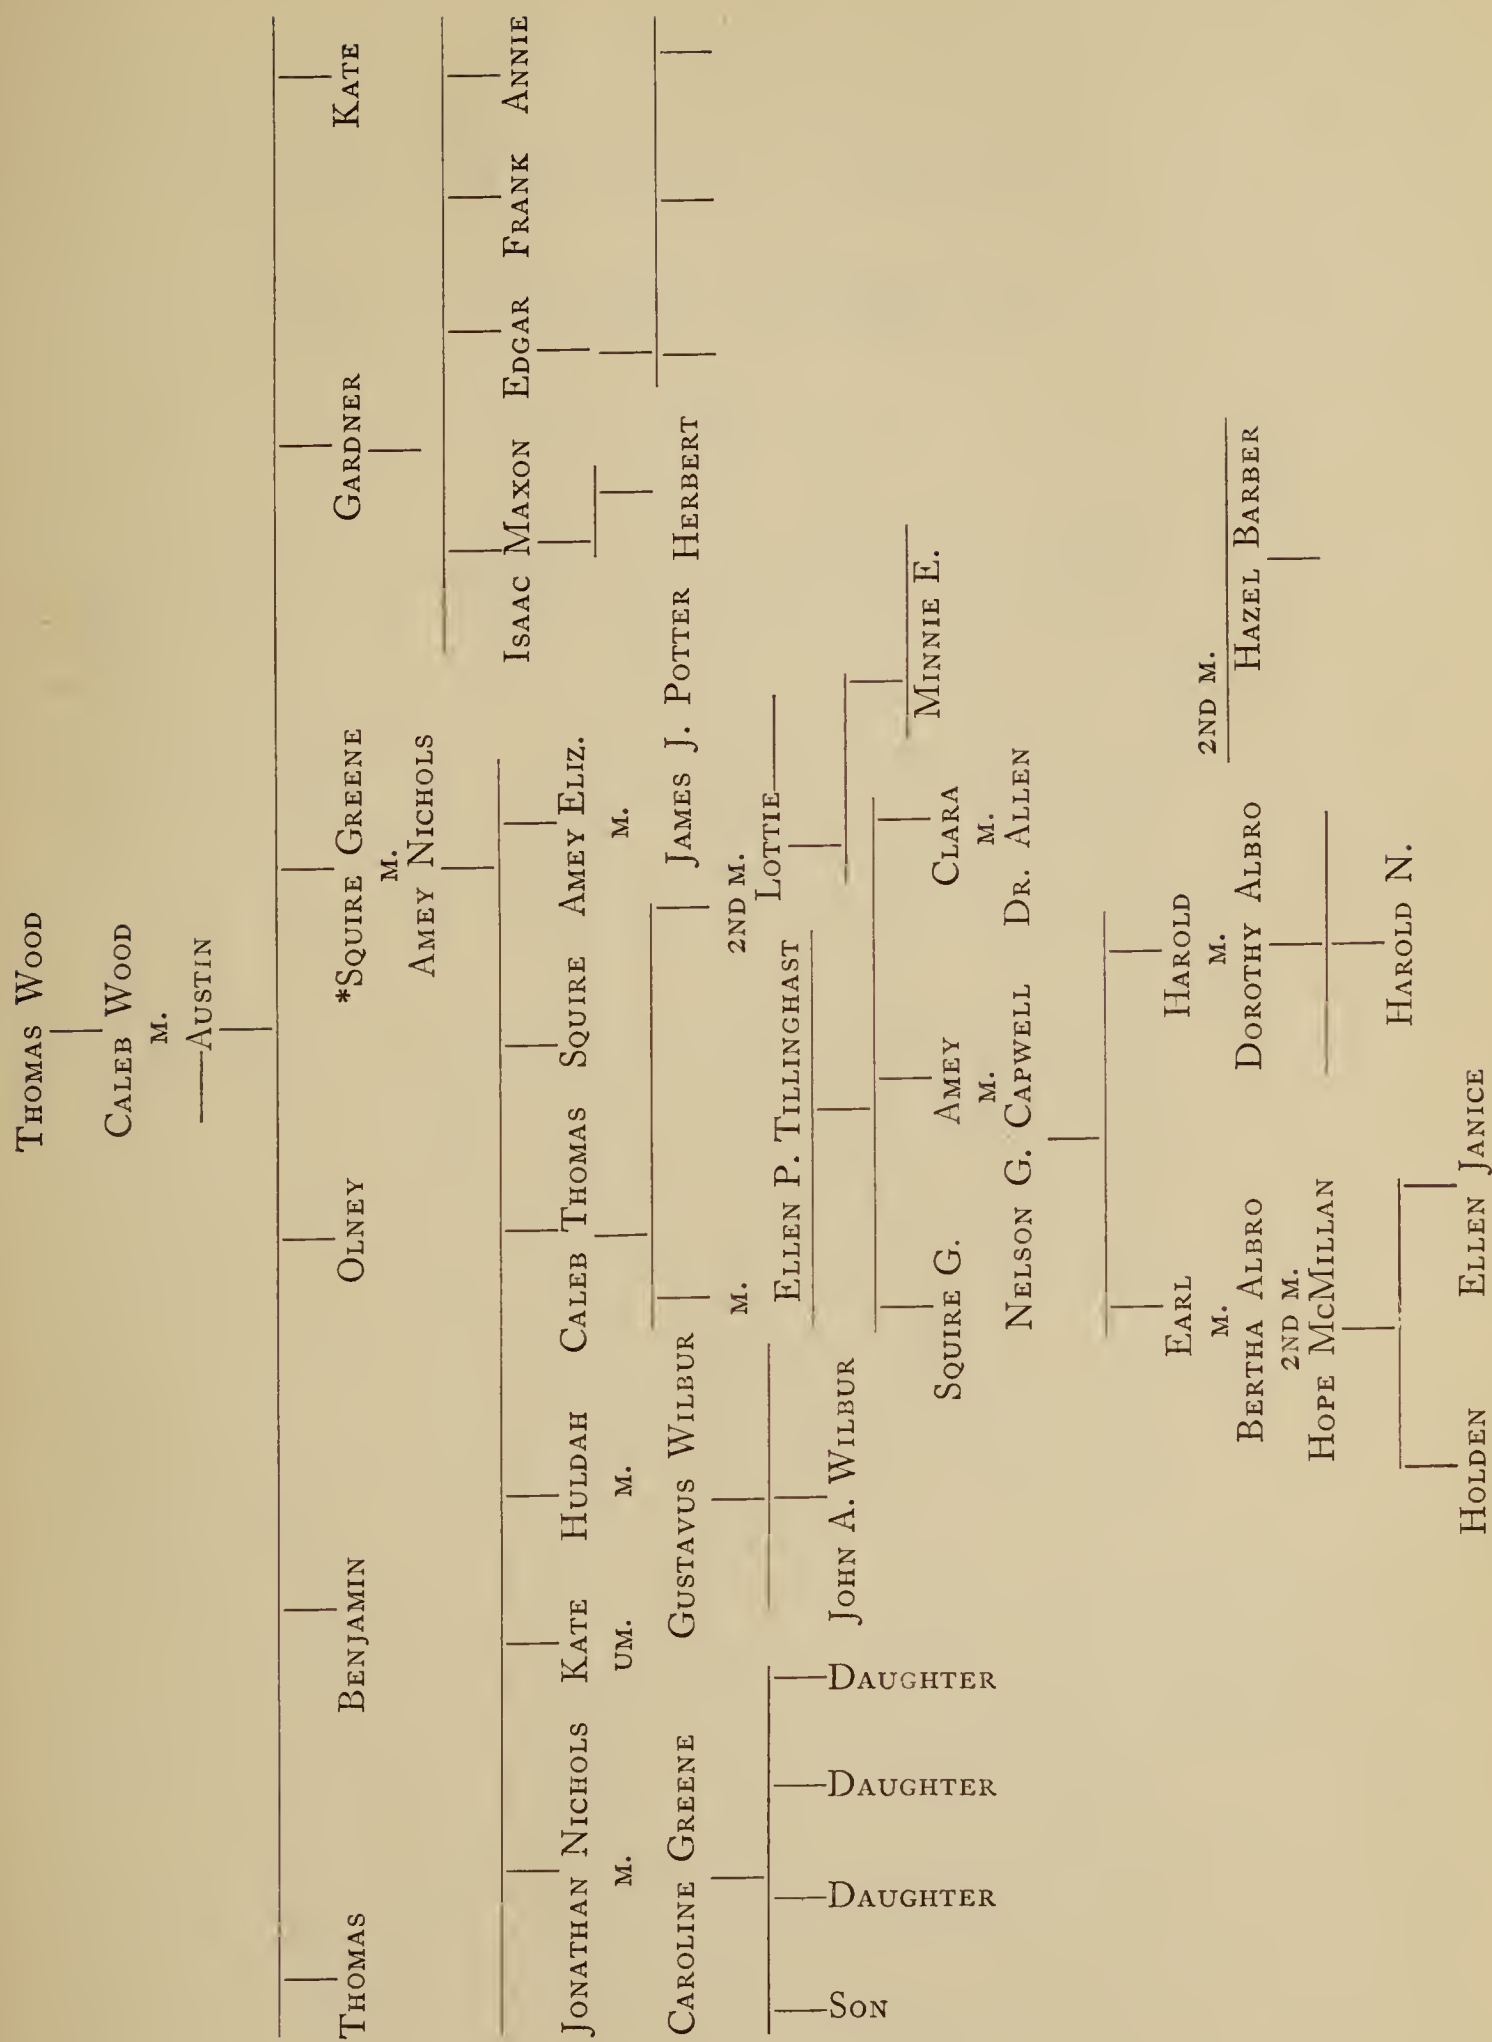 Thomas Wood
Caleb Wood
m.
—Austin
Thomas Benjamin Olney *Squire Greene Gardner Kate
m.
Amey Nichols
Isaac Maxon Edgar Frank Annie
Jonathan Nichols Kate Huldah Caleb Thomas Squire Amey Eliz.
m. um. m. m.
Caroline Greene Gustavus Wilbur James J. Potter Herbert
m. 2nd m.
Ellen P. Tillinghast Lottie
Son Daughter Daughter Daughter John A. Wilbur
Minnie E.
Squire G. Amey Clara
m. m.
Nelson G. Capwell Dr. Allen
Earl Harold
m. m. 2nd m.
Bertha Albro Dorothy Albro Hazel Barber
2nd m.
Hope McMillan
Harold N.
Holden Ellen Janice